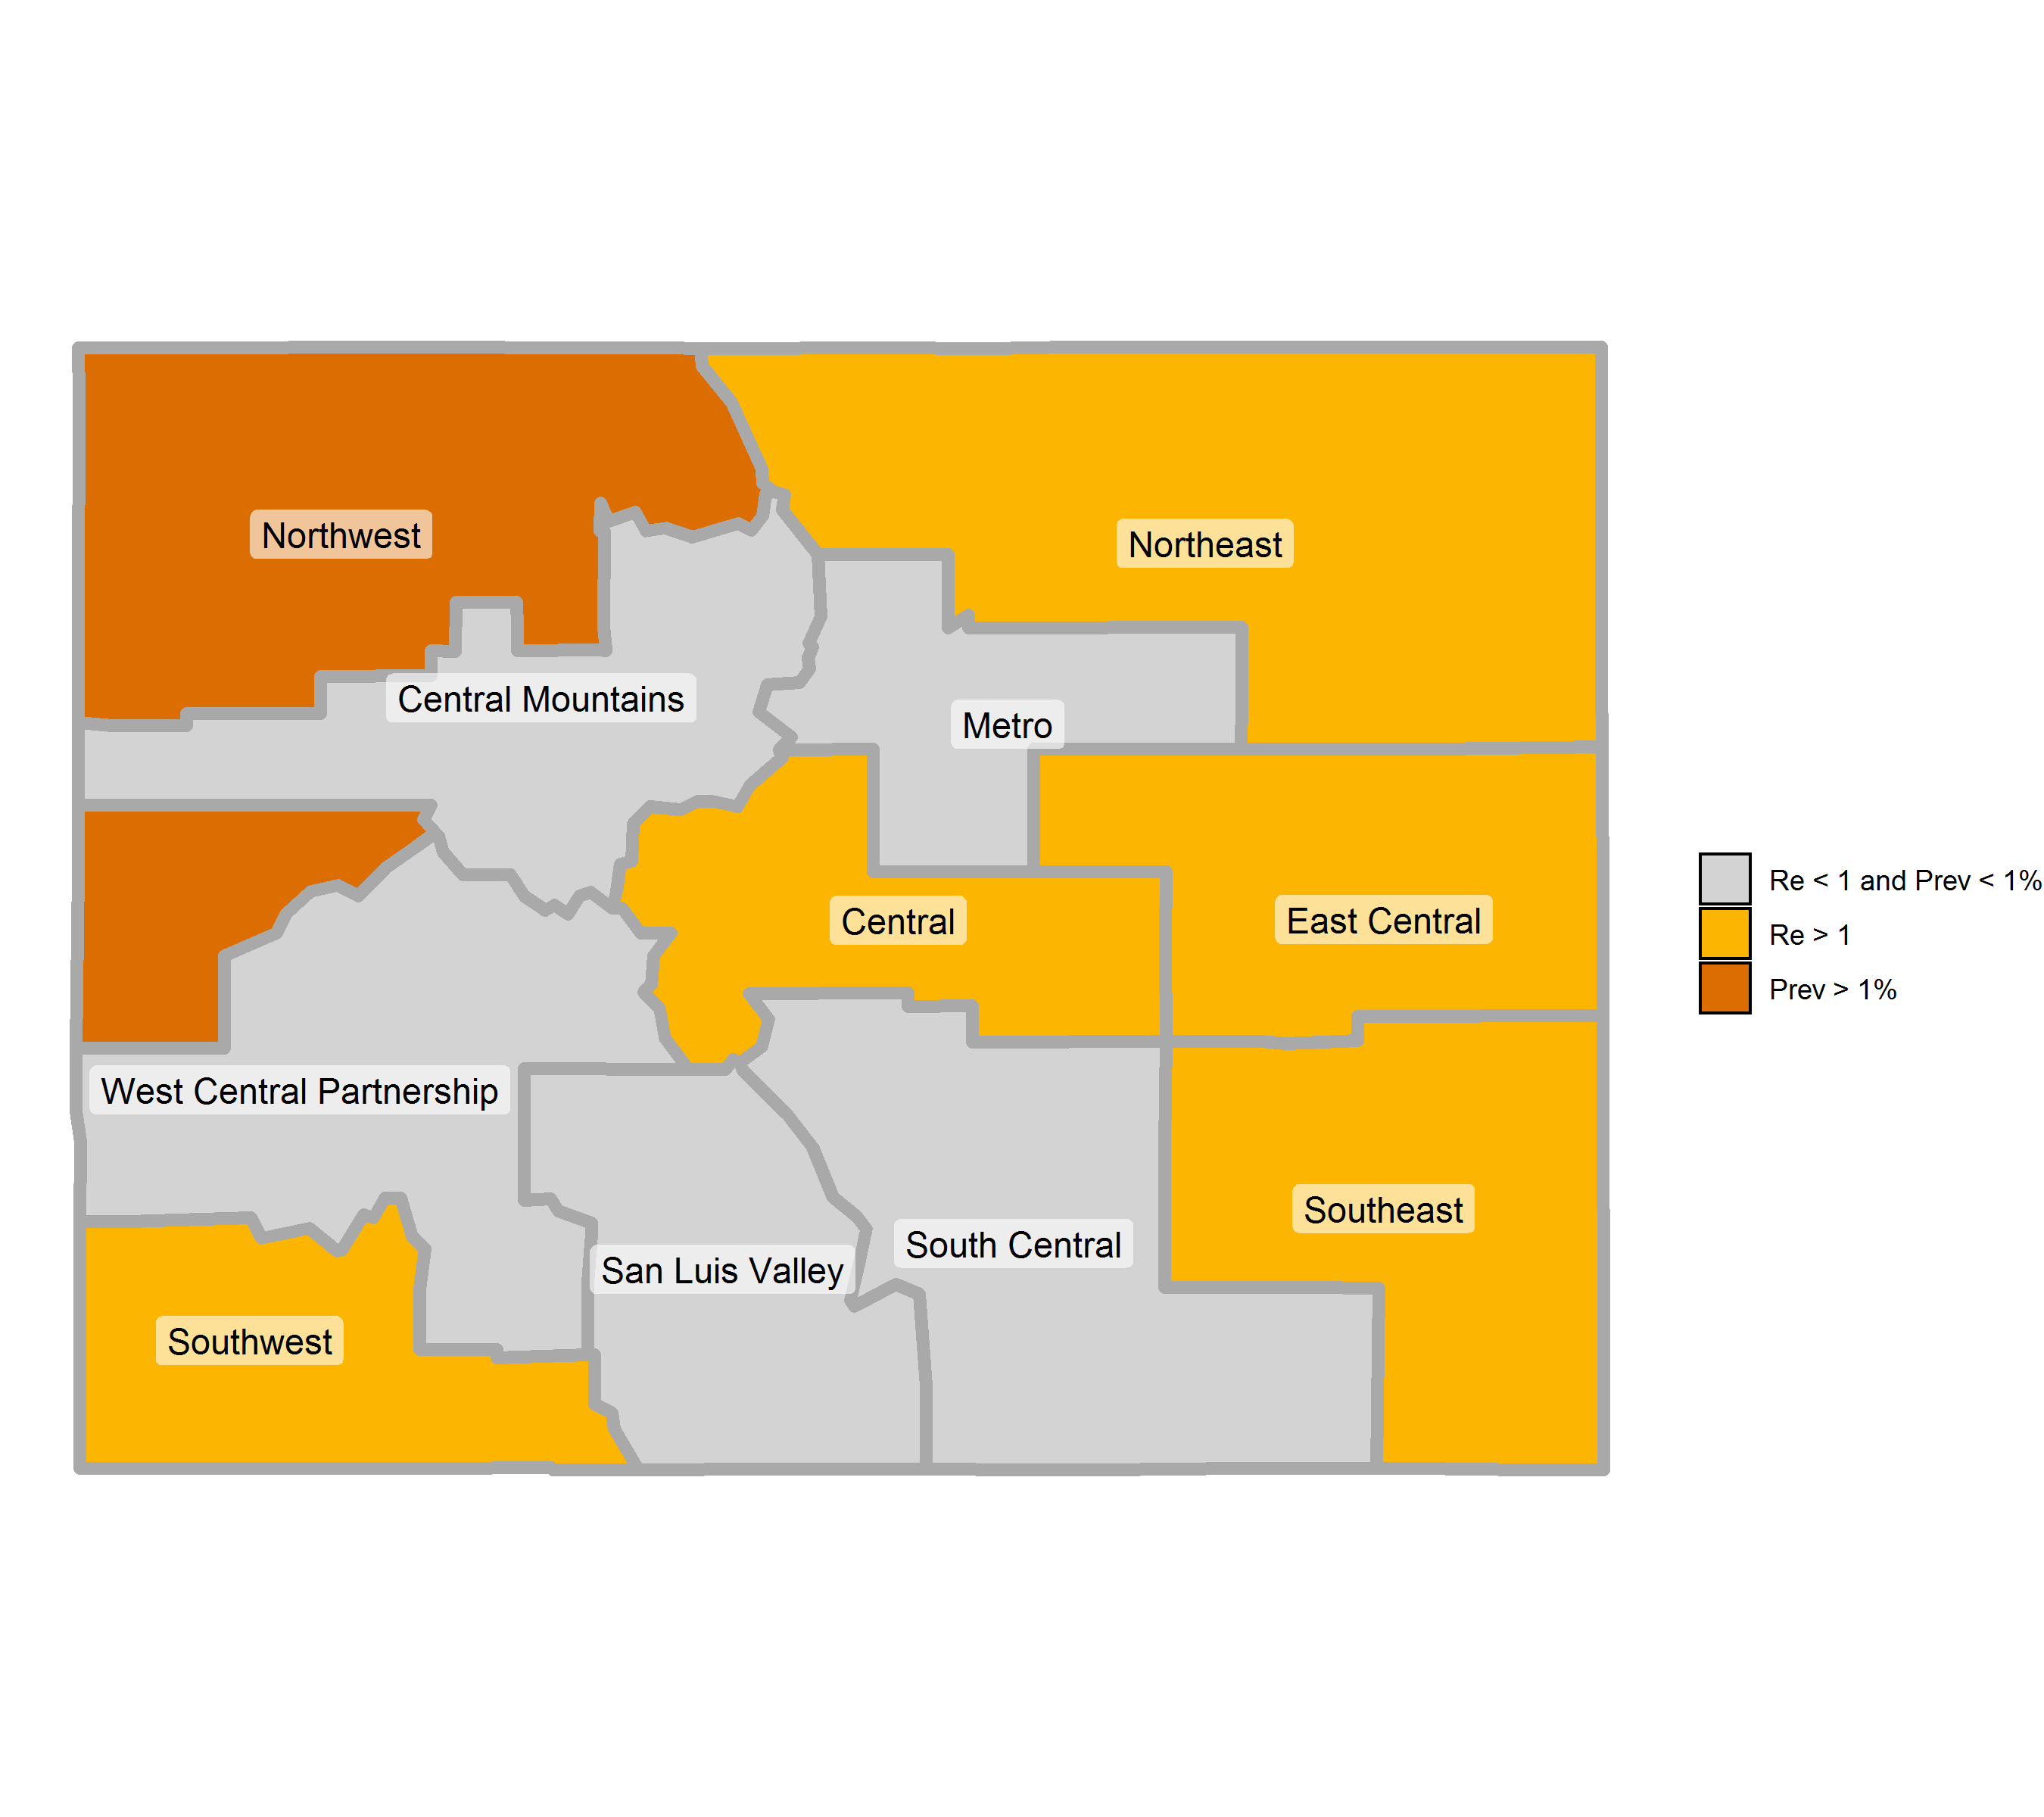 Northwest
Northeast
Central Mountains
Metro
Central
East Central
West Central Partnership
Southeast
South Central
San Luis Valley
Southwest
Re < 1 and Prev < 1%
Re > 1
Prev > 1%